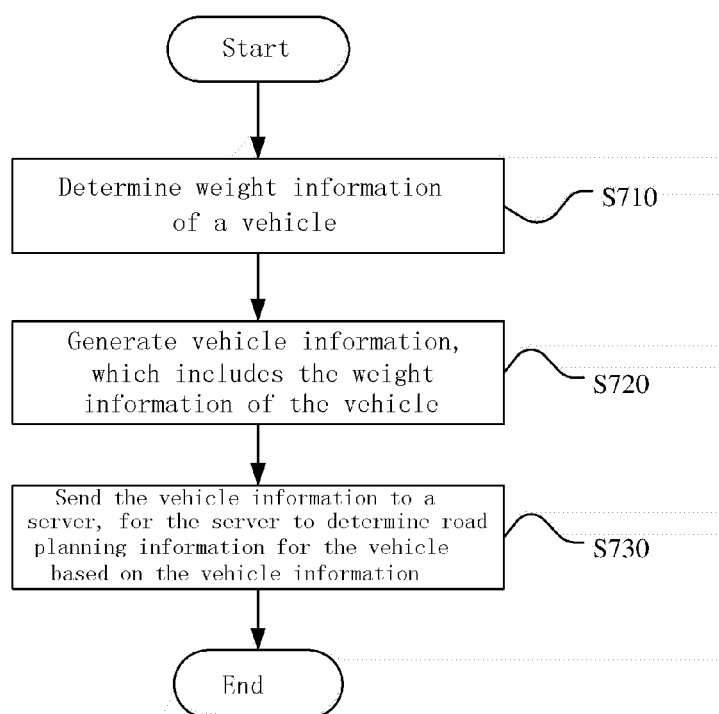 Start
Determine weight information
of a vehicle
S710
Generate vehicle information,
which includes the weight
information of the vehicle
S720
Send the vehicle information to a
server, for the server to determine road
planning information for the vehicle
based on the vehicle information
S730
End